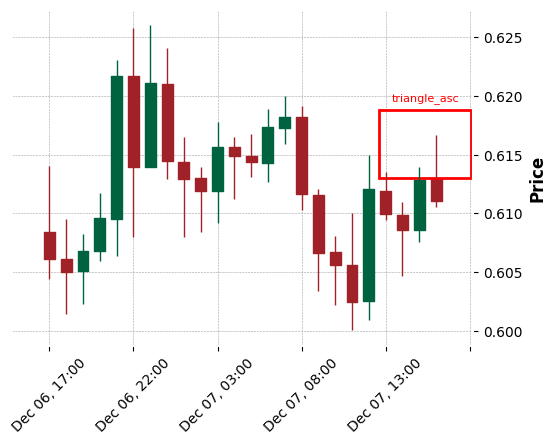 0.625
triangle_asc
0.620
0.615
0.610
0.605
0.600
Price
Dec 06, 17:00
Dec 06, 22:00
Dec 07, 03:00
Dec 07, 08:00
Dec 07, 13:00